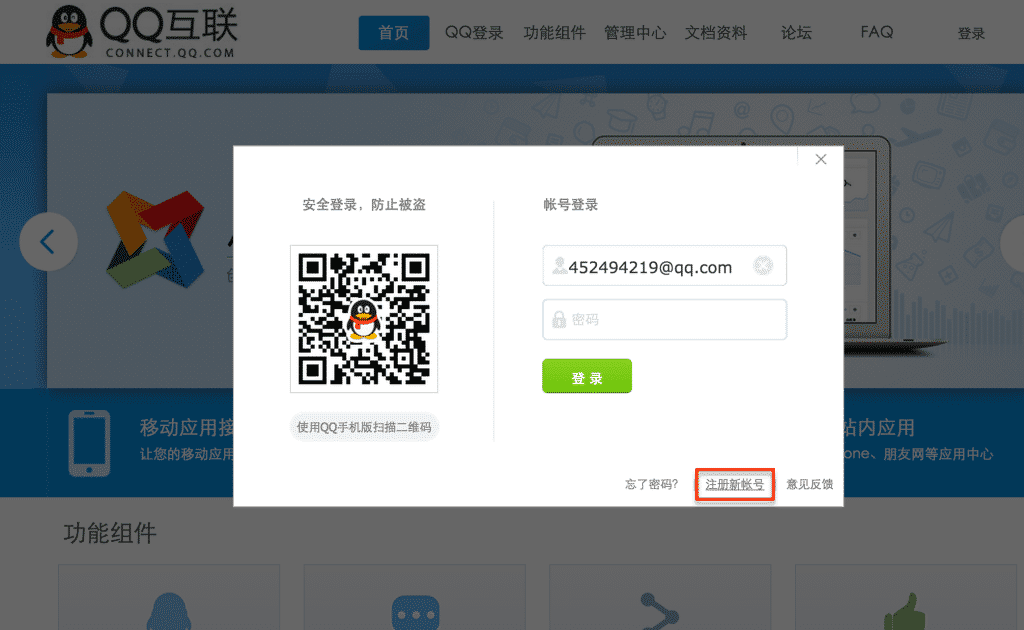 QQ互联
CONNECT.QQ.COM
首页 QQ登录 功能组件 管理中心 文档资料 论坛 FAQ 登录
安全登录，防止被盗
使用QQ手机版扫描二维码
帐号登录
452494219@qq.com
密码
登 录
忘了密码? 注册新帐号 意见反馈
移动应用接
让您的移动应用
站内应用
one、朋友网等应用中心
功能组件